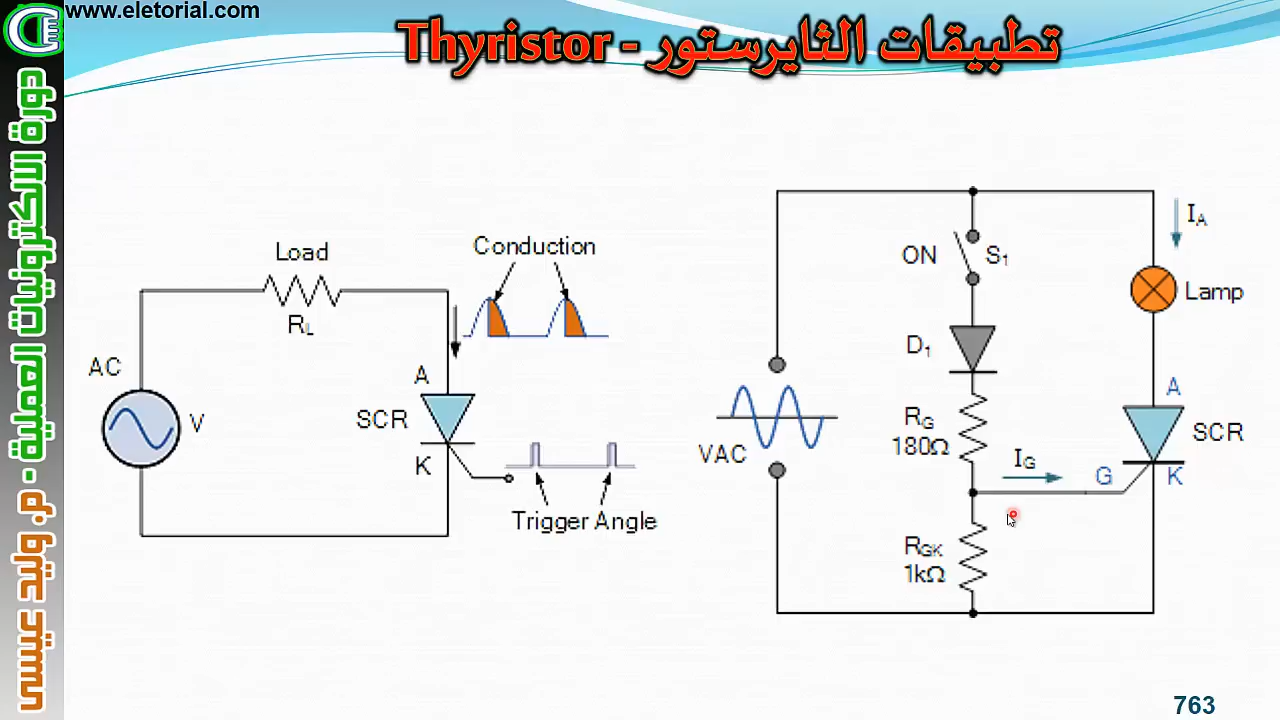 www.eletorial.com
تطبيقات الثايرستور - Thyristor
دورة الالكترونيات العملية - م. وليد عيسى
Load
RL
AC
V
Conduction
A
SCR
K
Trigger Angle
ON
S1
IA
Lamp
D1
A
RG
180Ω
SCR
VAC
IG
G
K
RGK
1kΩ
763